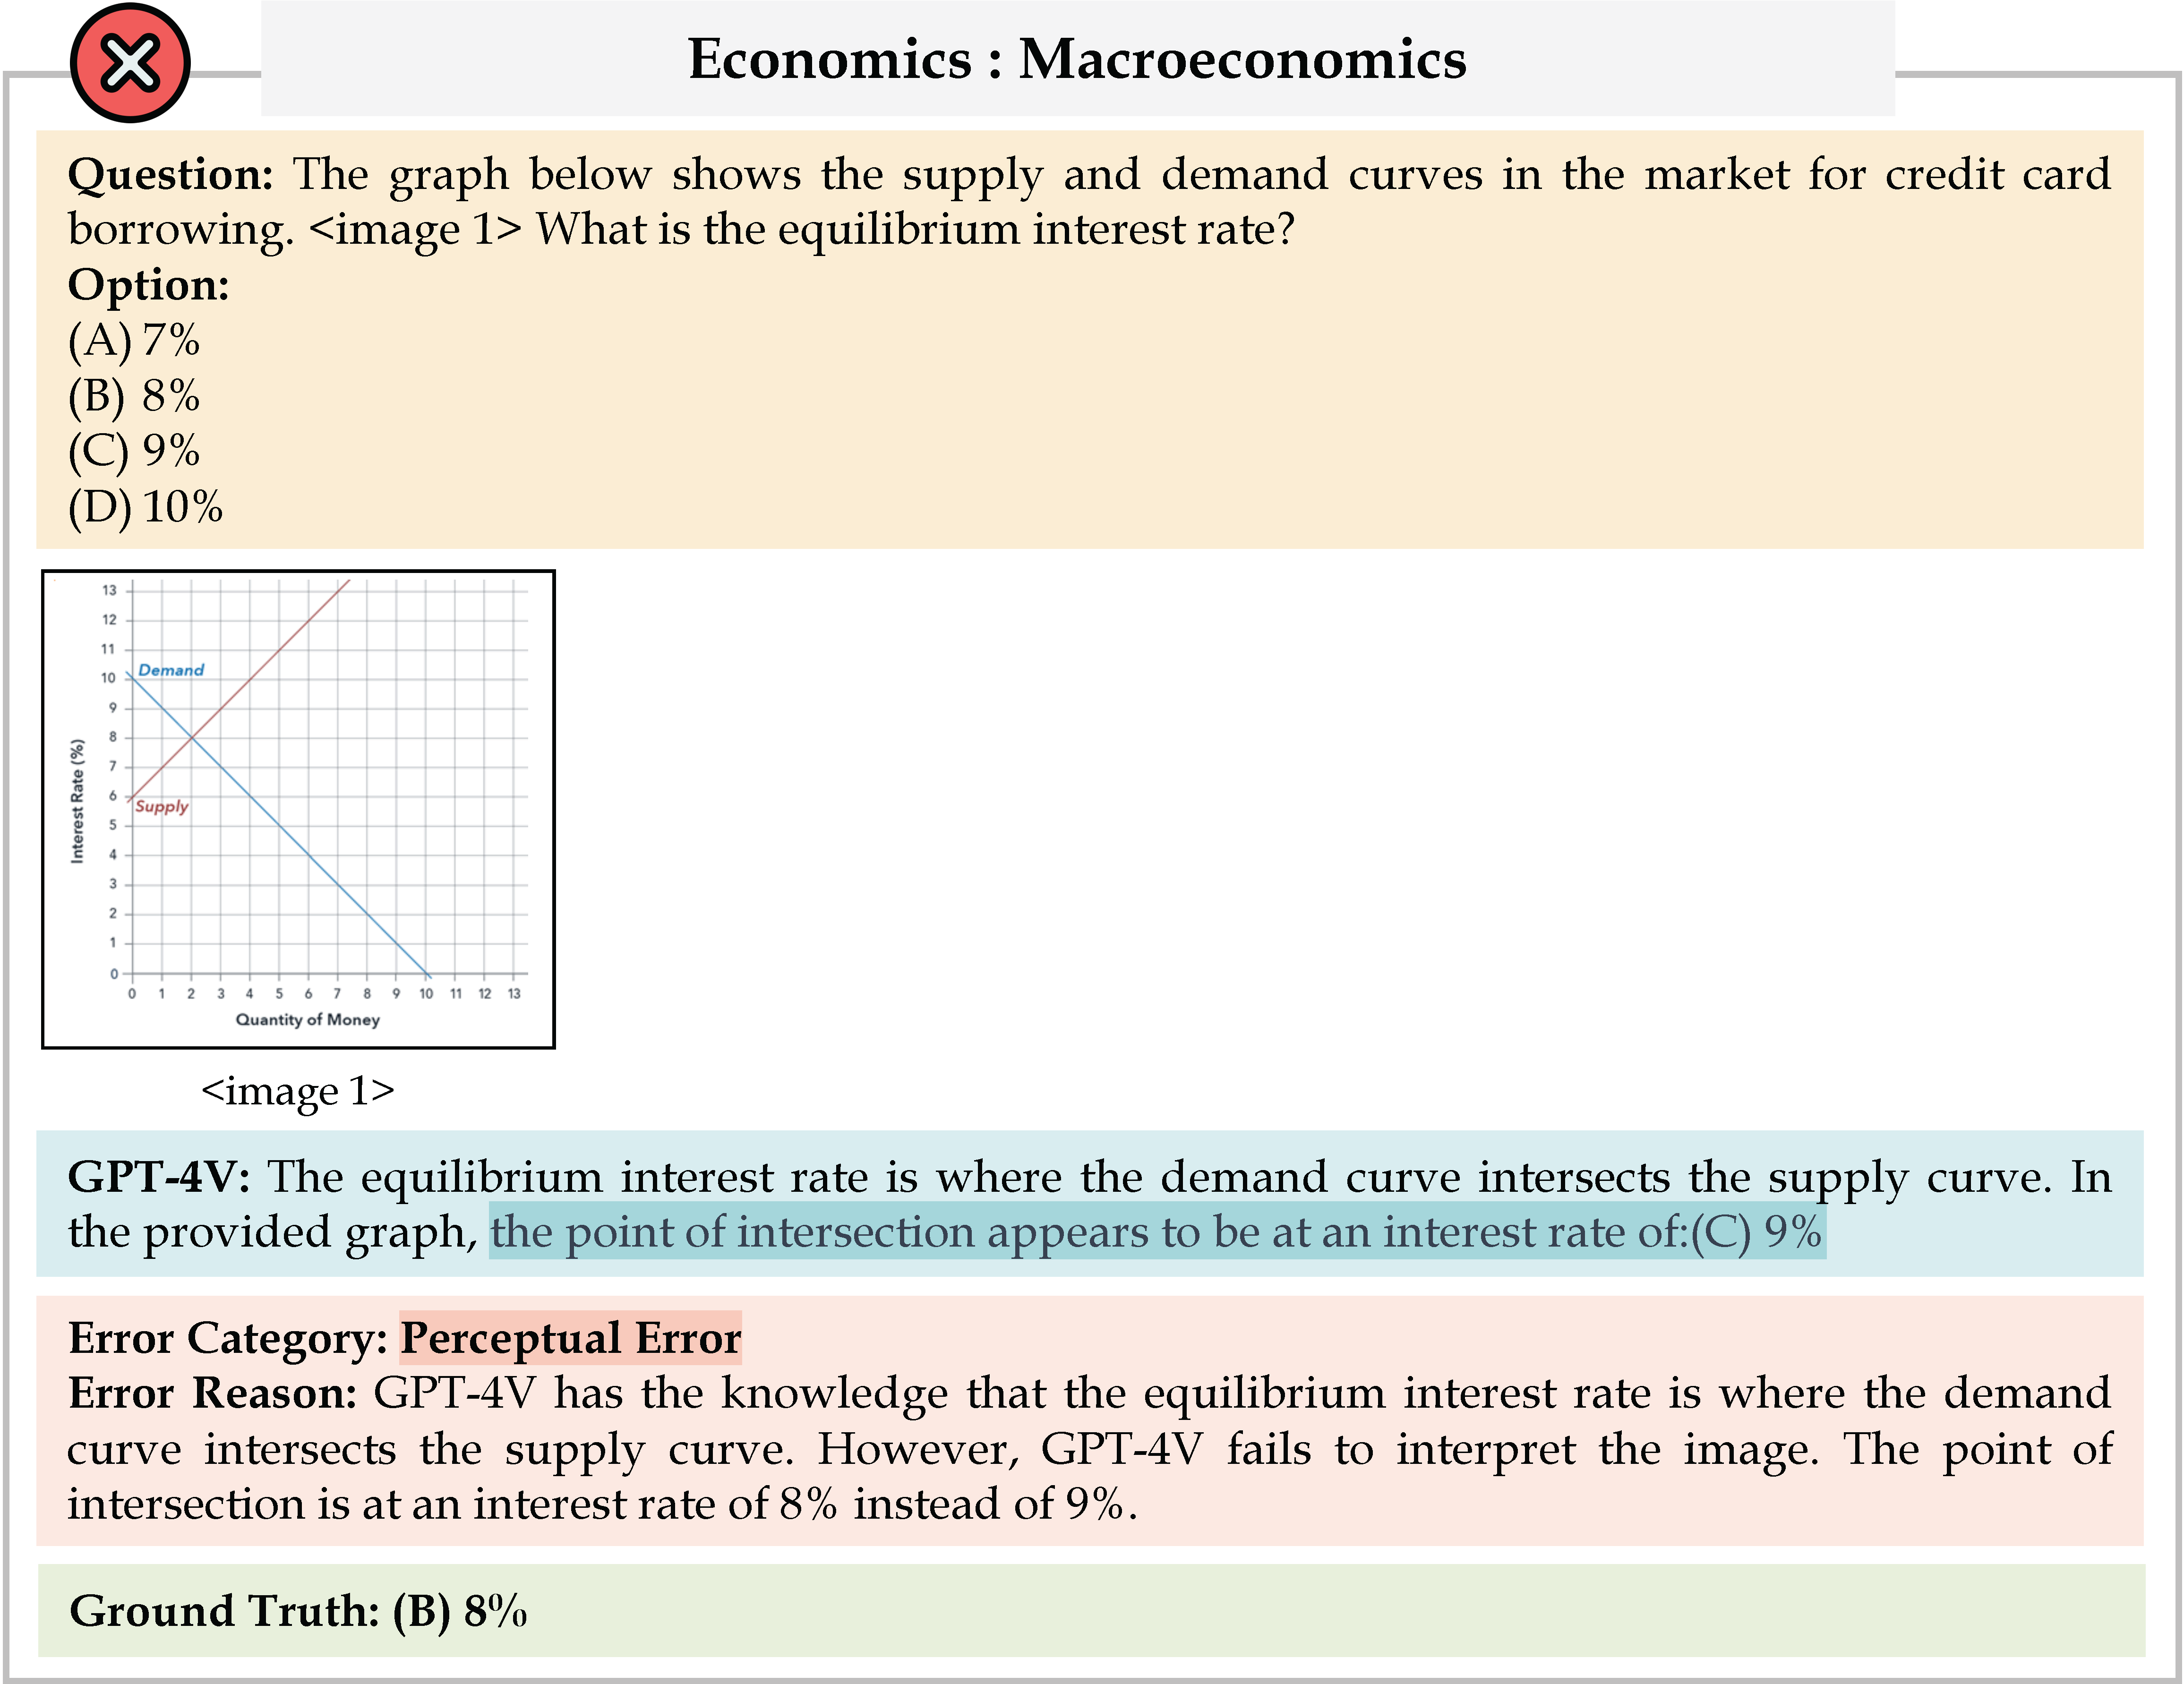 Economics : Macroeconomics
Question: The graph below shows the supply and demand curves in the market for credit card
borrowing. <image 1> What is the equilibrium interest rate?
Option:
(A) 7%
(B) 8%
(C) 9%
(D) 10%
13
12
11
10
9
8
7
6
5
4
3
2
1
0
Interest Rate (%)
Demand
Supply
0 1 2 3 4 5 6 7 8 9 10 11 12 13
Quantity of Money
<image 1>
GPT-4V: The equilibrium interest rate is where the demand curve intersects the supply curve. In
the provided graph, the point of intersection appears to be at an interest rate of:(C) 9%
Error Category: Perceptual Error
Error Reason: GPT-4V has the knowledge that the equilibrium interest rate is where the demand
curve intersects the supply curve. However, GPT-4V fails to interpret the image. The point of
intersection is at an interest rate of 8% instead of 9%.
Ground Truth: (B) 8%